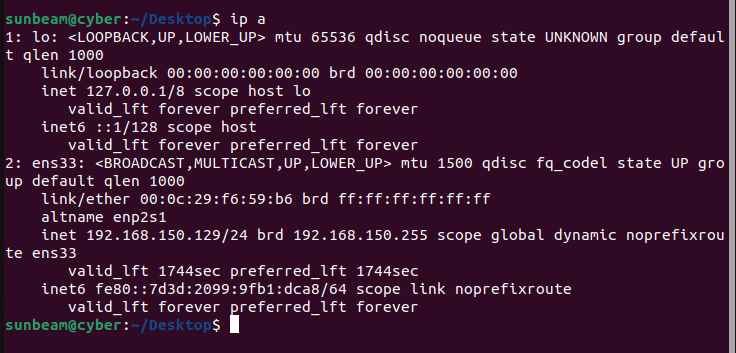 sunbeam@cyber:~/Desktop$ ip a
1: lo: <LOOPBACK,UP,LOWER_UP> mtu 65536 qdisc noqueue state UNKNOWN group defaul
t qlen 1000
    link/loopback 00:00:00:00:00:00 brd 00:00:00:00:00:00
    inet 127.0.0.1/8 scope host lo
       valid_lft forever preferred_lft forever
    inet6 ::1/128 scope host
       valid_lft forever preferred_lft forever
2: ens33: <BROADCAST,MULTICAST,UP,LOWER_UP> mtu 1500 qdisc fq_codel state UP gro
up default qlen 1000
    link/ether 00:0c:29:f6:59:b6 brd ff:ff:ff:ff:ff:ff
    altname enp2s1
    inet 192.168.150.129/24 brd 192.168.150.255 scope global dynamic noprefixrou
te ens33
       valid_lft 1744sec preferred_lft 1744sec
    inet6 fe80::7d3d:2099:9fb1:dca8/64 scope link noprefixroute
       valid_lft forever preferred_lft forever
sunbeam@cyber:~/Desktop$